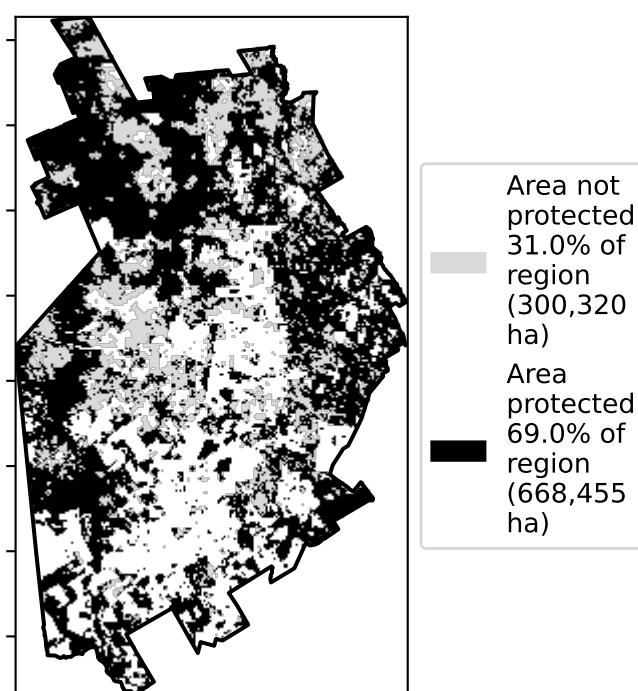 Area not
protected
31.0% of
region
(300,320
ha)
Area
protected
69.0% of
region
(668,455
ha)